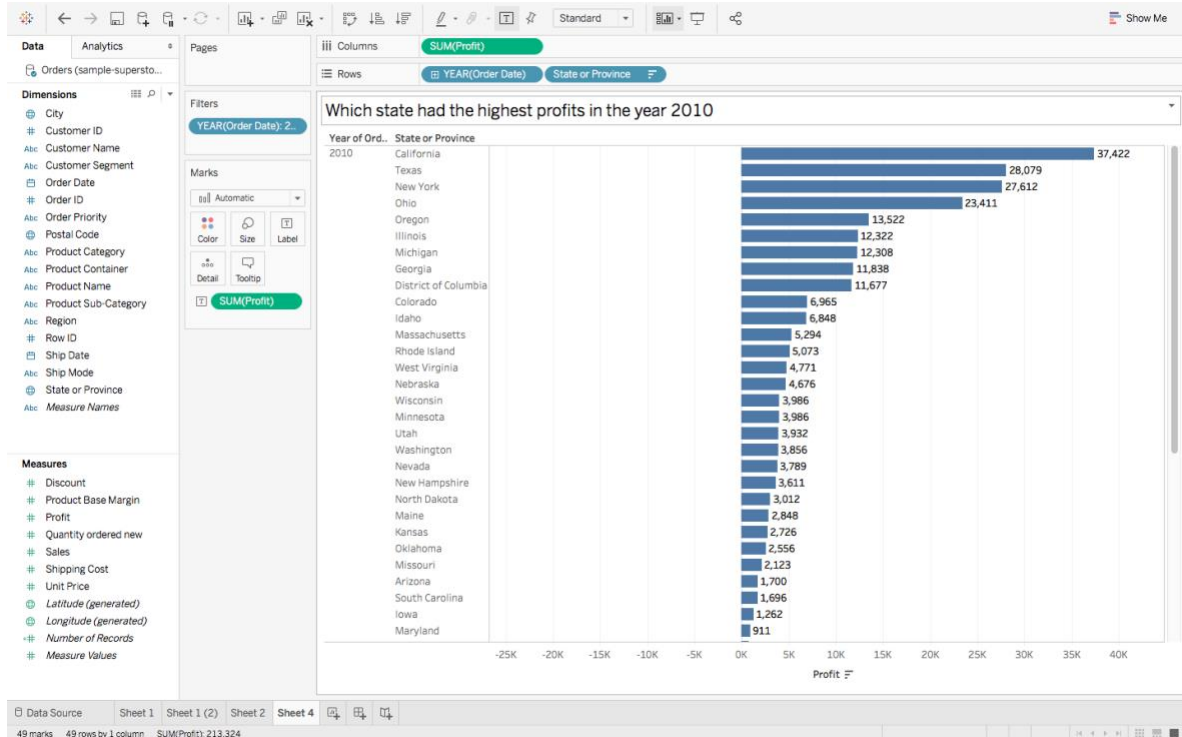 Standard
Show Me
Data Analytics
Orders (sample-supersto...
Dimensions
City
Customer ID
Abc Customer Name
Abc Customer Segment
Order Date
Order ID
Abc Order Priority
Postal Code
Abc Product Category
Abc Product Container
Abc Product Name
Abc Product Sub-Category
Abc Region
Row ID
Ship Date
Abc Ship Mode
State or Province
Abc Measure Names
Measures
# Discount
# Product Base Margin
# Profit
# Quantity ordered new
# Sales
# Shipping Cost
# Unit Price
Latitude (generated)
Longitude (generated)
=# Number of Records
# Measure Values
Pages
Filters
YEAR(Order Date): 2..
Marks
Automatic
Color Size Label
Detail Tooltip
SUM(Profit)
Columns SUM(Profit)
Rows YEAR(Order Date) State or Province
Which state had the highest profits in the year 2010
Year of Ord.. State or Province
2010 California 37,422
Texas 28,079
New York 27,612
Ohio 23,411
Oregon 13,522
Illinois 12,322
Michigan 12,308
Georgia 11,838
District of Columbia 11,677
Colorado 6,965
Idaho 6,848
Massachusetts 5,294
Rhode Island 5,073
West Virginia 4,771
Nebraska 4,676
Wisconsin 3,986
Minnesota 3,986
Utah 3,932
Washington 3,856
Nevada 3,789
New Hampshire 3,611
North Dakota 3,012
Maine 2,848
Kansas 2,726
Oklahoma 2,556
Missouri 2,123
Arizona 1,700
South Carolina 1,696
Iowa 1,262
Maryland 911
-25K -20K -15K -10K -5K 0K 5K 10K 15K 20K 25K 30K 35K 40K
Profit
Data Source Sheet 1 Sheet 1 (2) Sheet 2 Sheet 4
49 marks 49 rows by 1 column SUM(Profit): 213,324